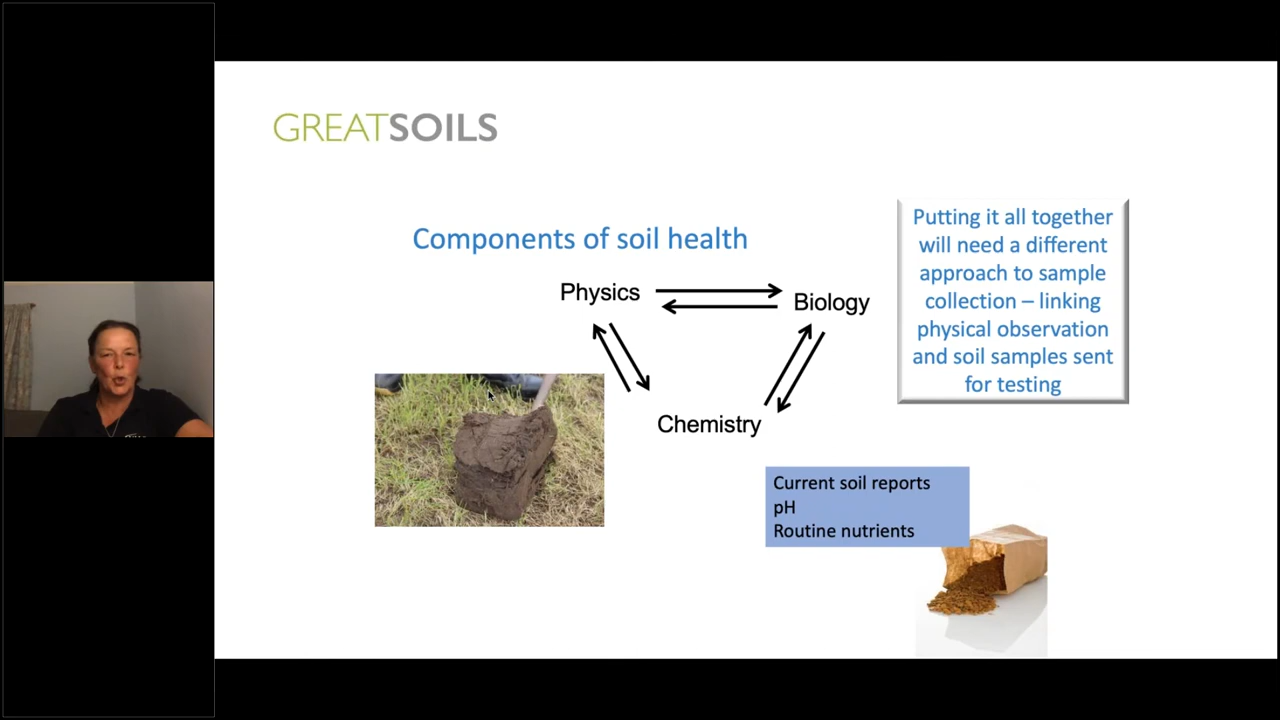 GREATSOILS
Components of soil health
Physics
Biology
Chemistry
Putting it all together
will need a different
approach to sample
collection – linking
physical observation
and soil samples sent
for testing
Current soil reports
pH
Routine nutrients